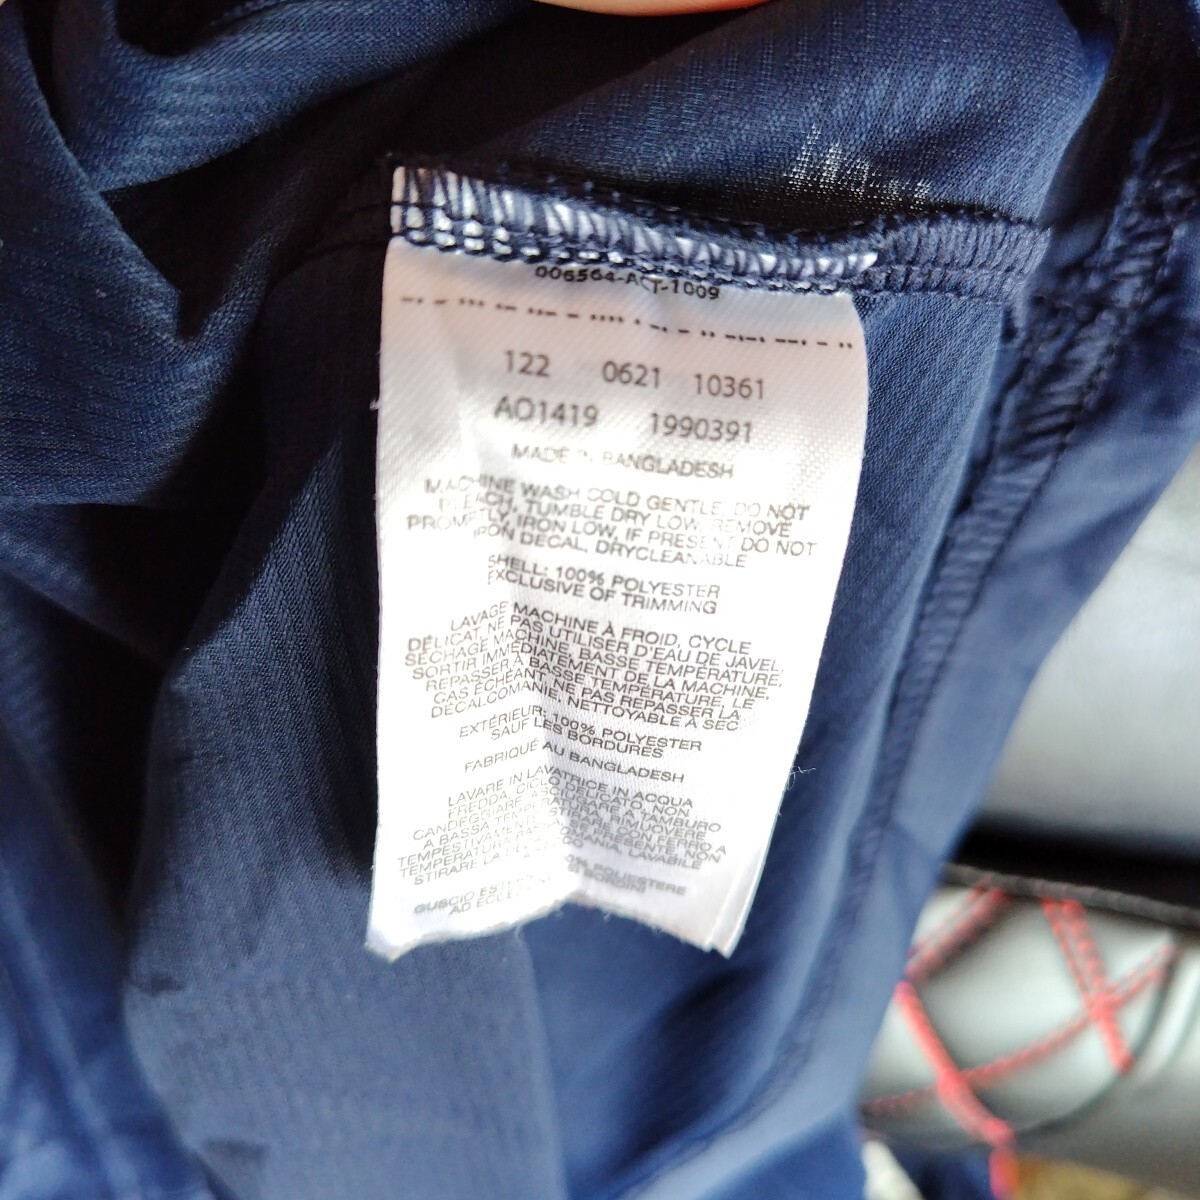 006564-ACT-1009
122 0621 10361
AO1419 1990391
MADE IN BANGLADESH
MACHINE WASH COLD GENTLE, DO NOT
BLEACH, TUMBLE DRY LOW, REMOVE
PROMPTLY, IRON LOW, IF PRESENT DO NOT
IRON DECAL, DRYCLEANABLE
SHELL: 100% POLYESTER
EXCLUSIVE OF TRIMMING
LAVAGE MACHINE À FROID, CYCLE
DÉLICAT, NE PAS UTILISER D'EAU DE JAVEL,
SÉCHAGE MACHINE, BASSE TEMPÉRATURE,
SORTIR IMMÉDIATEMENT DE LA MACHINE,
REPASSER À BASSE TEMPÉRATURE, LE
CAS ÉCHÉANT, NE PAS REPASSER LA
DÉCALCOMANIE, NETTOYABLE À SEC
EXTÉRIEUR: 100% POLYESTER
SAUF LES BORDURES
FABRIQUÉ AU BANGLADESH
LAVARE IN LAVATRICE IN ACQUA
FREDDA, CICLO DELICATO, NON
CANDEGGIARE, ASCIUGARE A TAMBURO
A BASSA TEMPERATURA, RIMUOVERE
TEMPESTIVAMENTE, STIRARE CON FERRO A
TEMPERATURA BASSA, SE PRESENTE NON
STIRARE LA DECALCOMANIA, LAVABILE
GUSCIO ESTERNO: 100% POLIESTERE
AD ECCEZIONE BORDINI